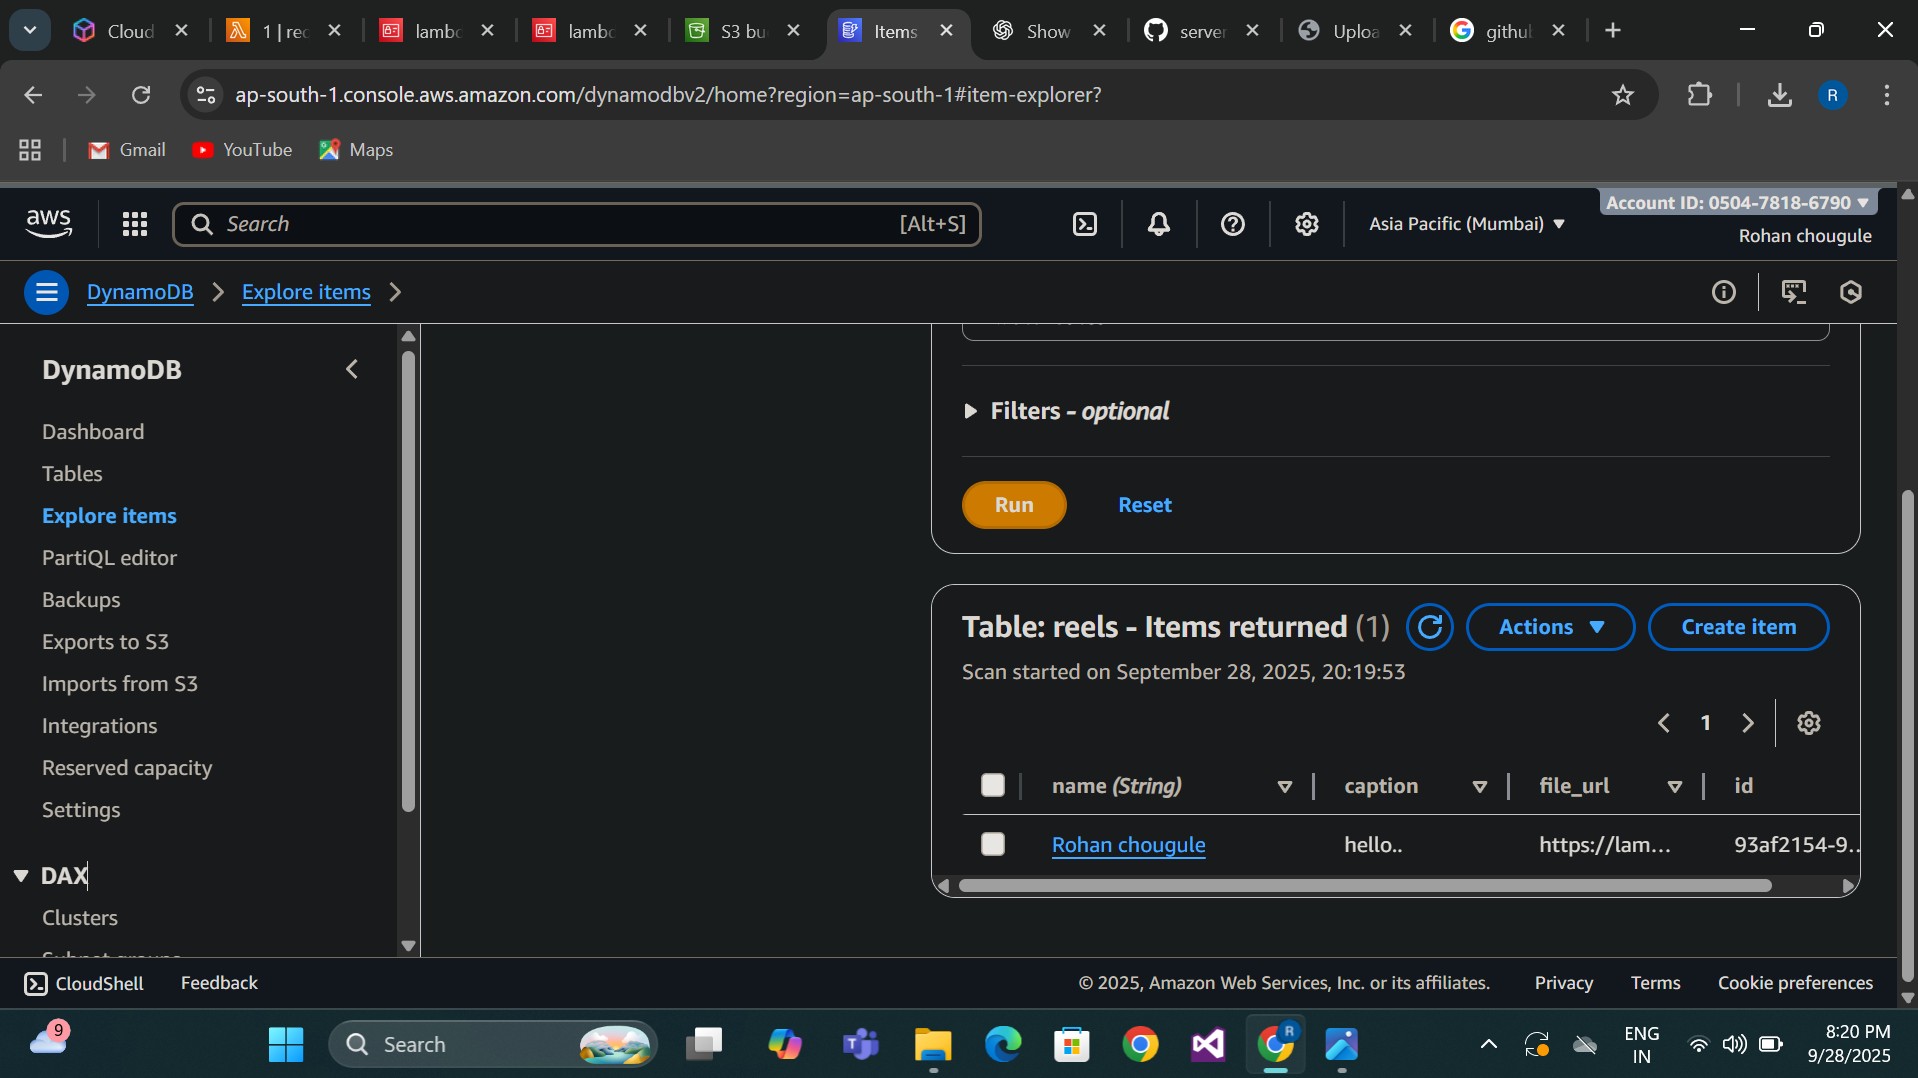 Cloud
1 | rec
lambc
lambc
S3 bu
Items
Show
server
Uploa
githul
ap-south-1.console.aws.amazon.com/dynamodbv2/home?region=ap-south-1#item-explorer?
R
Gmail
YouTube
Maps
aws
Search
[Alt+S]
Asia Pacific (Mumbai)
Account ID: 0504-7818-6790
Rohan chougule
DynamoDB
Explore items
DynamoDB
Dashboard
Tables
Explore items
PartiQL editor
Backups
Exports to S3
Imports from S3
Integrations
Reserved capacity
Settings
DAX
Clusters
Filters - optional
Run
Reset
Table: reels - Items returned (1)
Actions
Create item
Scan started on September 28, 2025, 20:19:53
1
name (String)
caption
file_url
id
Rohan chougule
hello..
https://lam...
93af2154-9..
CloudShell
Feedback
© 2025, Amazon Web Services, Inc. or its affiliates.
Privacy
Terms
Cookie preferences
9
Search
R
ENG
IN
8:20 PM
9/28/2025